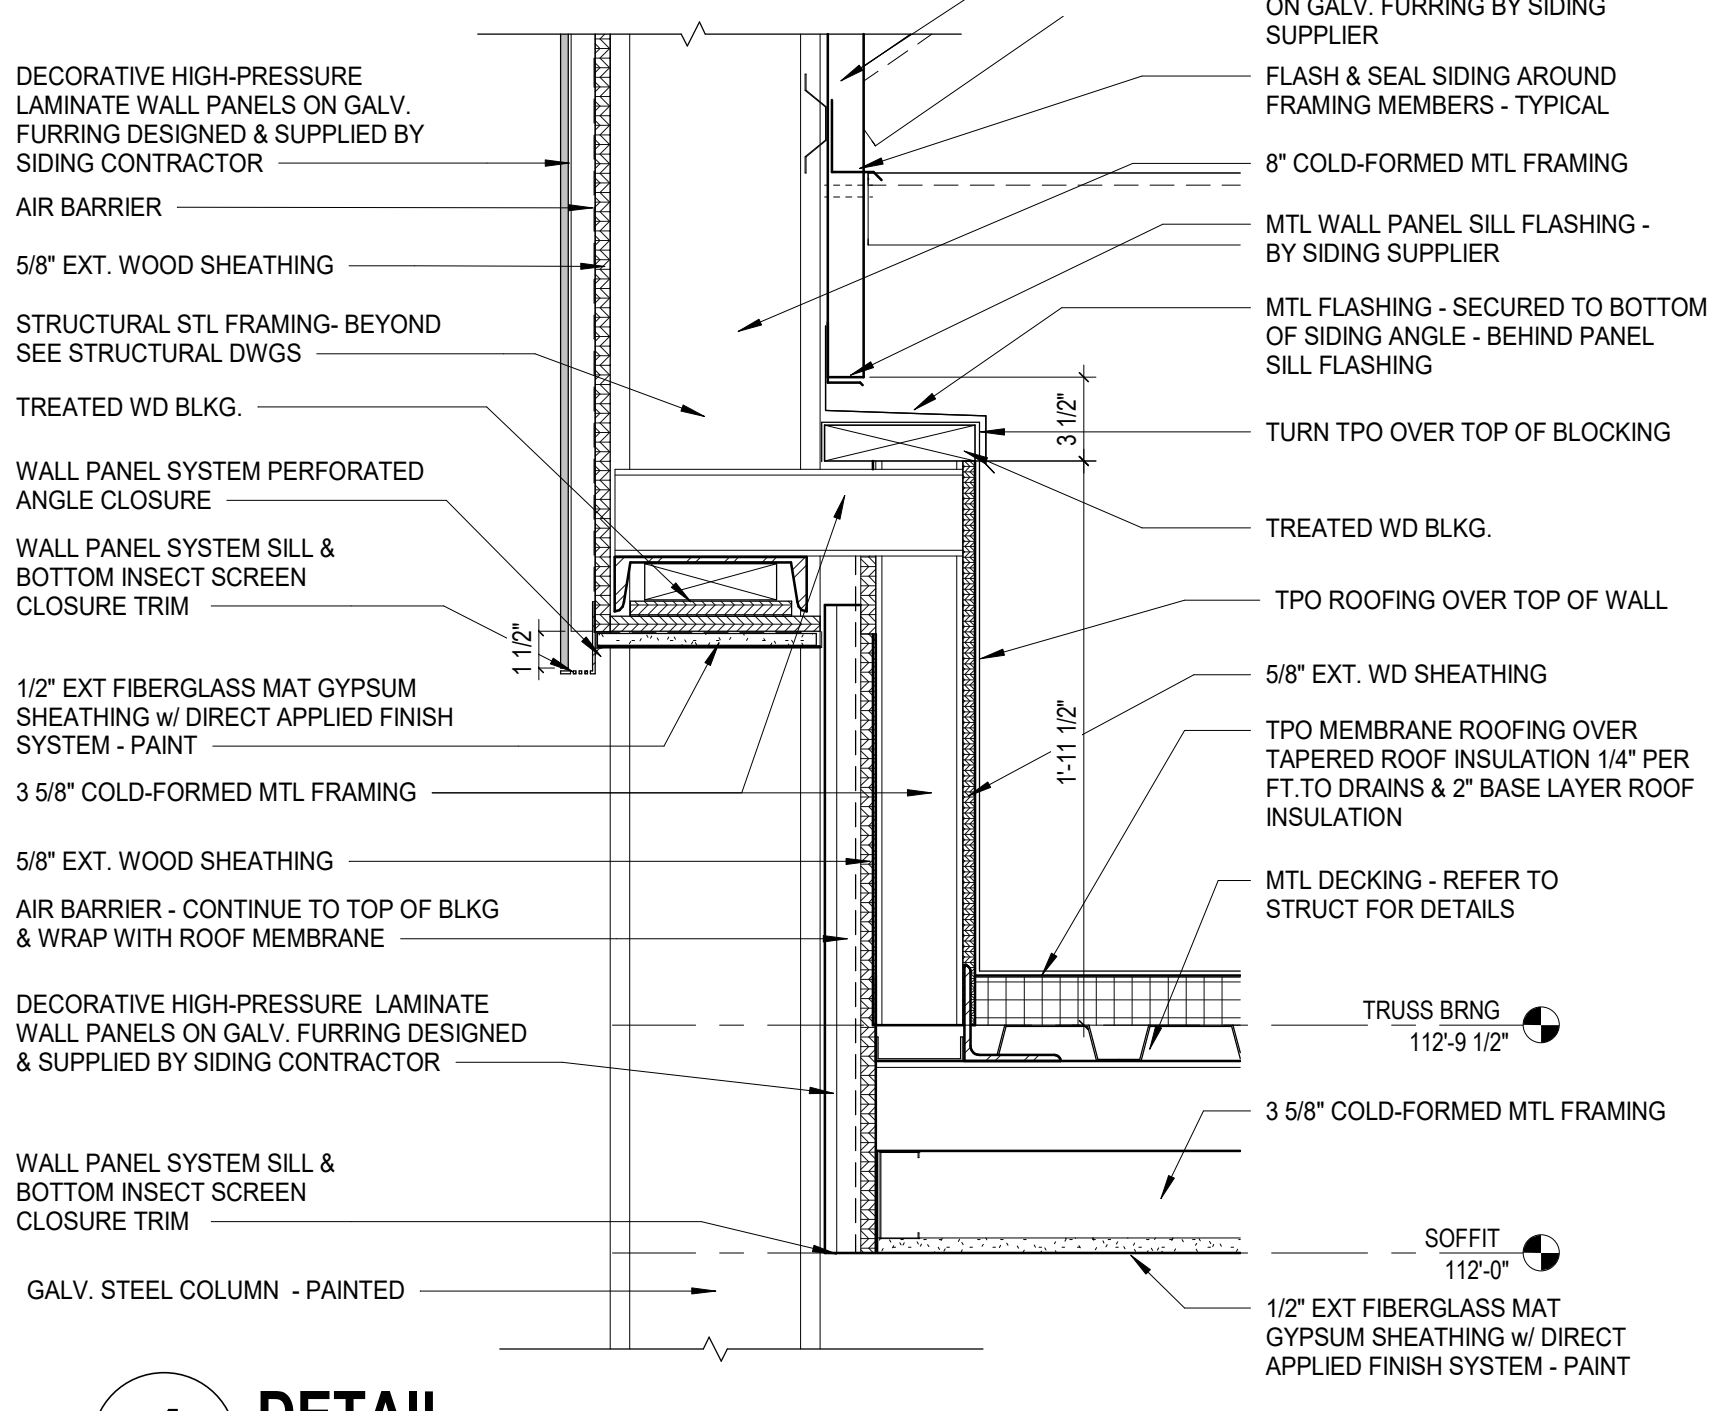 DECORATIVE HIGH-PRESSURE
LAMINATE WALL PANELS ON GALV.
FURRING DESIGNED & SUPPLIED BY
SIDING CONTRACTOR
AIR BARRIER
5/8" EXT. WOOD SHEATHING
STRUCTURAL STL FRAMING- BEYOND
SEE STRUCTURAL DWGS
TREATED WD BLKG.
WALL PANEL SYSTEM PERFORATED
ANGLE CLOSURE
WALL PANEL SYSTEM SILL &
BOTTOM INSECT SCREEN
CLOSURE TRIM
1/2" EXT FIBERGLASS MAT GYPSUM
SHEATHING w/ DIRECT APPLIED FINISH
SYSTEM - PAINT
3 5/8" COLD-FORMED MTL FRAMING
5/8" EXT. WOOD SHEATHING
AIR BARRIER - CONTINUE TO TOP OF BLKG
& WRAP WITH ROOF MEMBRANE
DECORATIVE HIGH-PRESSURE LAMINATE
WALL PANELS ON GALV. FURRING DESIGNED
& SUPPLIED BY SIDING CONTRACTOR
WALL PANEL SYSTEM SILL &
BOTTOM INSECT SCREEN
CLOSURE TRIM
GALV. STEEL COLUMN - PAINTED
1 1/2"
3 1/2"
1'-11 1/2"
ON GALV. FURRING BY SIDING
SUPPLIER
FLASH & SEAL SIDING AROUND
FRAMING MEMBERS - TYPICAL
8" COLD-FORMED MTL FRAMING
MTL WALL PANEL SILL FLASHING -
BY SIDING SUPPLIER
MTL FLASHING - SECURED TO BOTTOM
OF SIDING ANGLE - BEHIND PANEL
SILL FLASHING
TURN TPO OVER TOP OF BLOCKING
TREATED WD BLKG.
TPO ROOFING OVER TOP OF WALL
5/8" EXT. WD SHEATHING
TPO MEMBRANE ROOFING OVER
TAPERED ROOF INSULATION 1/4" PER
FT.TO DRAINS & 2" BASE LAYER ROOF
INSULATION
MTL DECKING - REFER TO
STRUCT FOR DETAILS
TRUSS BRNG
112'-9 1/2"
3 5/8" COLD-FORMED MTL FRAMING
SOFFIT
112'-0"
1/2" EXT FIBERGLASS MAT
GYPSUM SHEATHING w/ DIRECT
APPLIED FINISH SYSTEM - PAINT
DETAIL